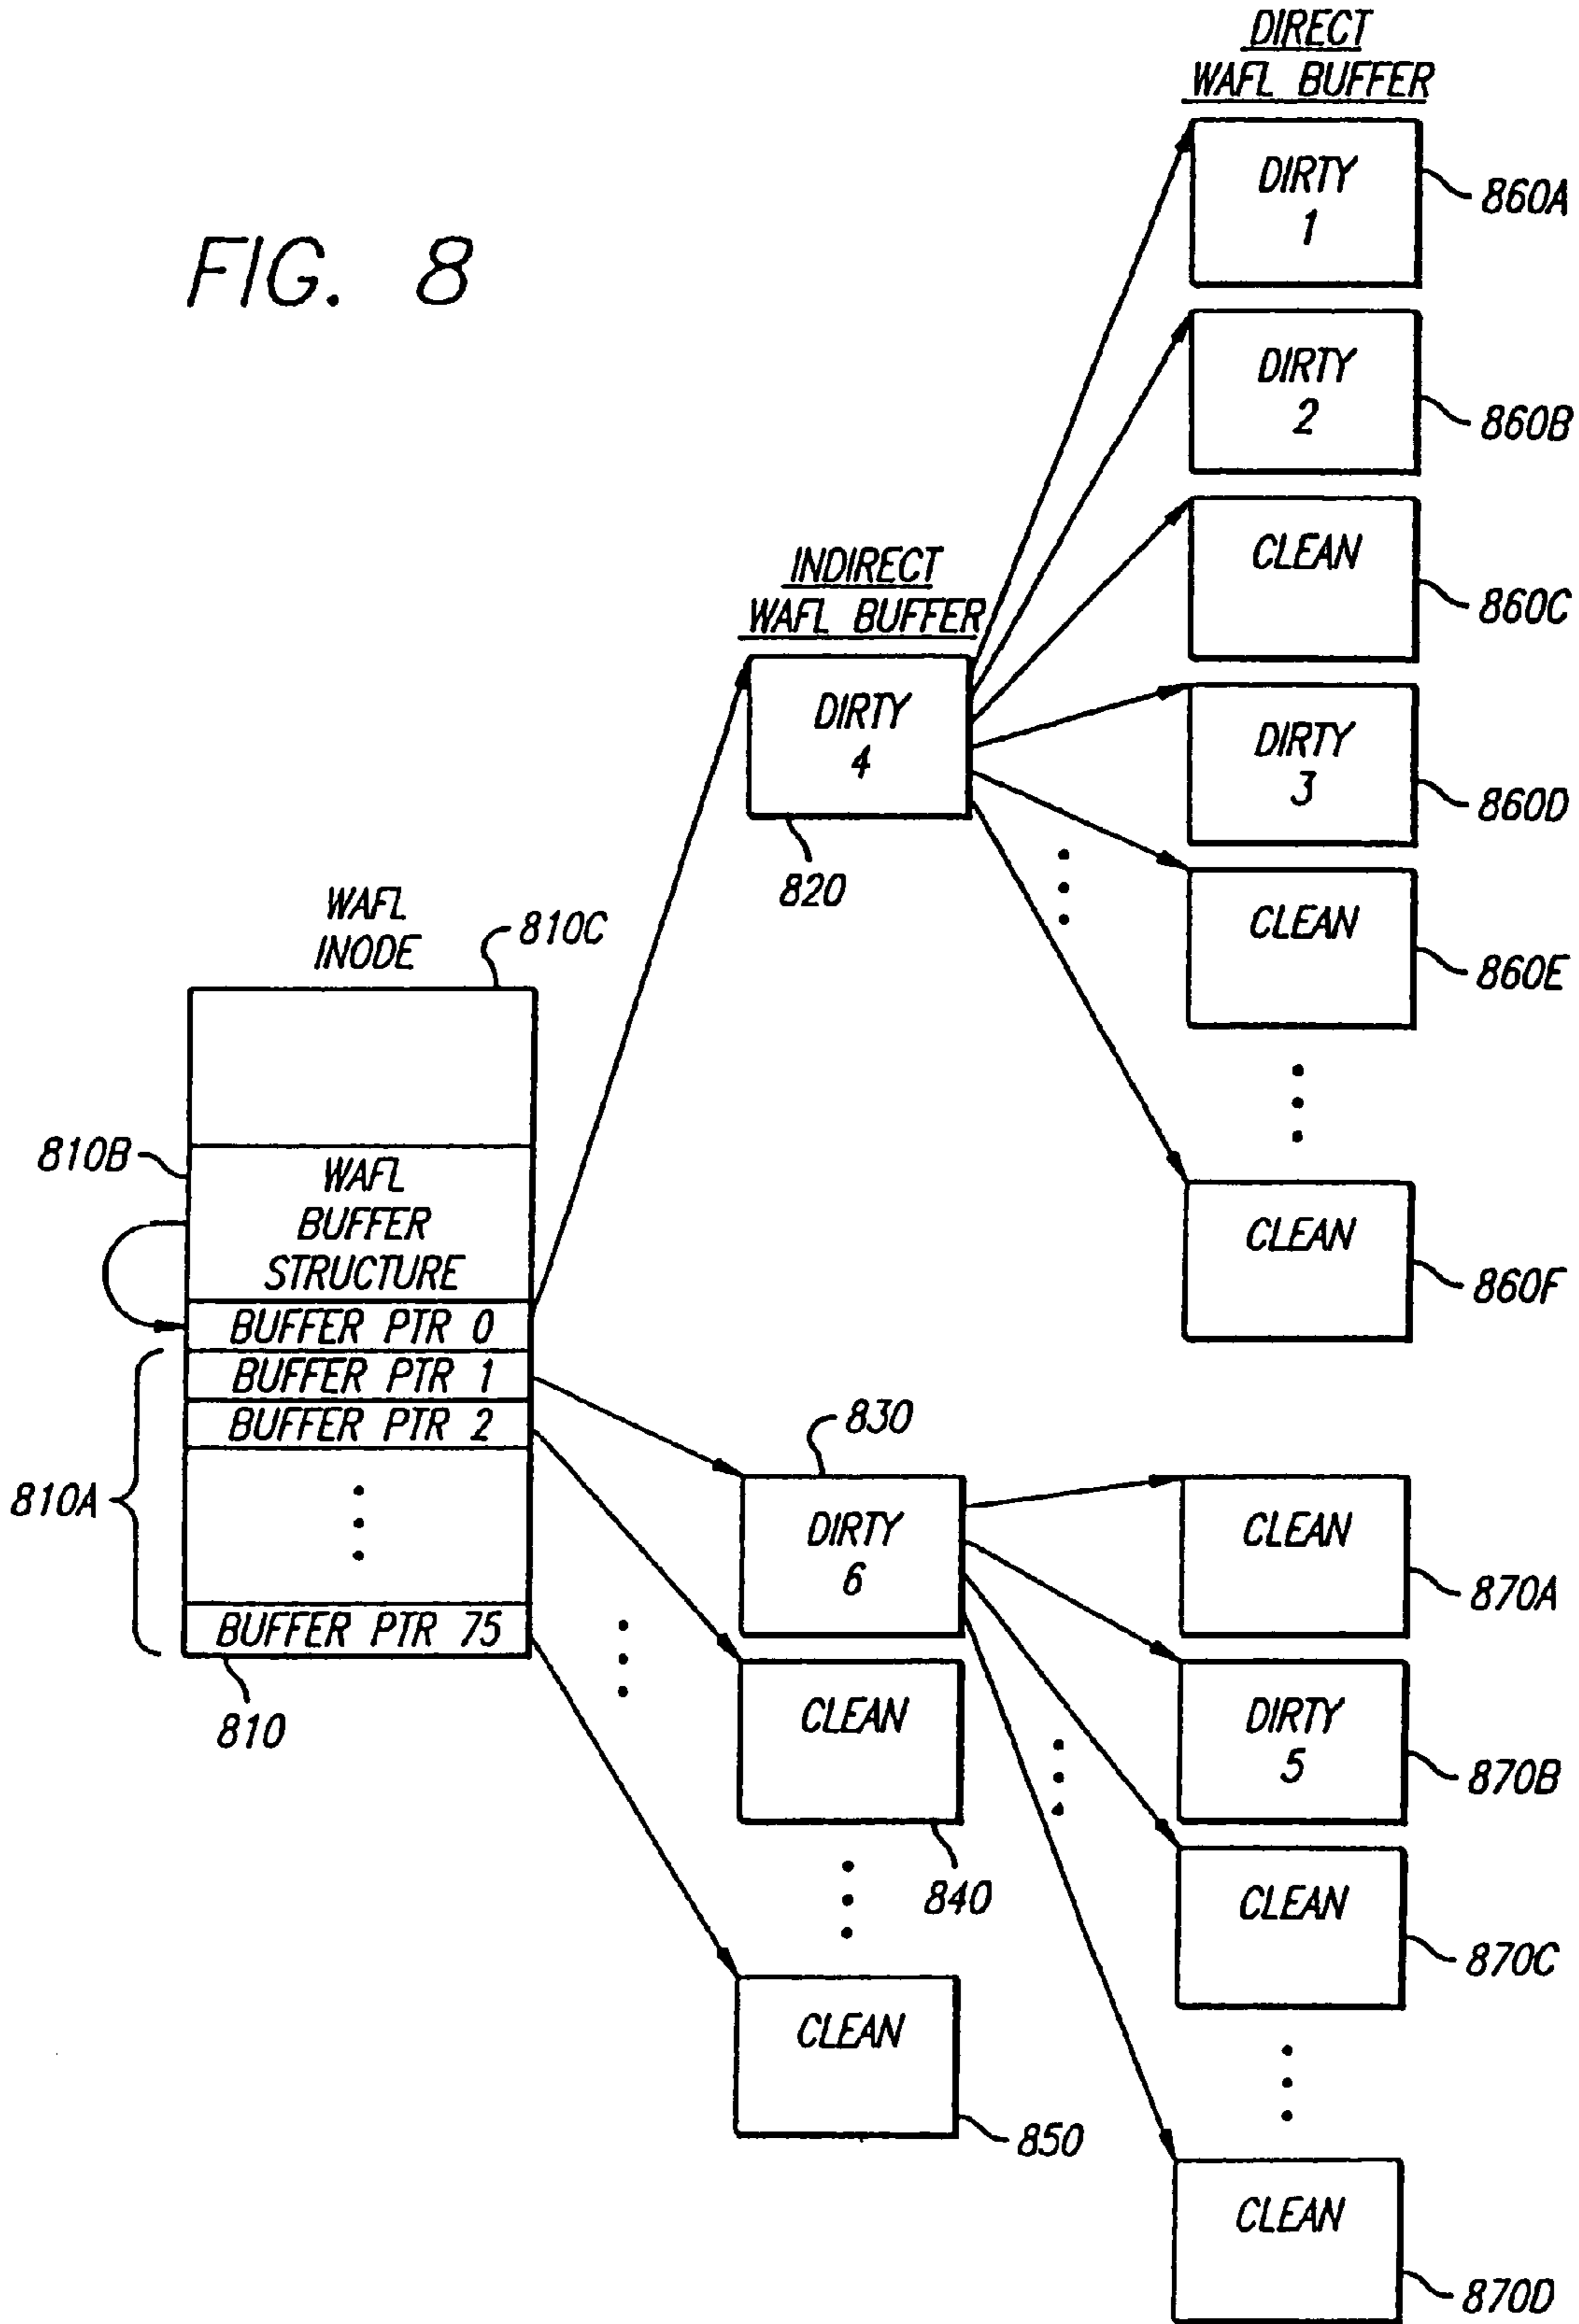 DIRECT
WAFL BUFFER
DIRTY
1
860A
FIG. 8
DIRTY
2
860B
CLEAN
860C
INDIRECT
WAFL BUFFER
DIRTY
4
820
DIRTY
3
860D
CLEAN
860E
CLEAN
860F
WAFL
INODE
810C
810B
WAFL
BUFFER
STRUCTURE
BUFFER PTR 0
BUFFER PTR 1
BUFFER PTR 2
810A
BUFFER PTR 75
810
830
DIRTY
6
CLEAN
870A
CLEAN
840
DIRTY
5
870B
CLEAN
870C
CLEAN
850
CLEAN
870D